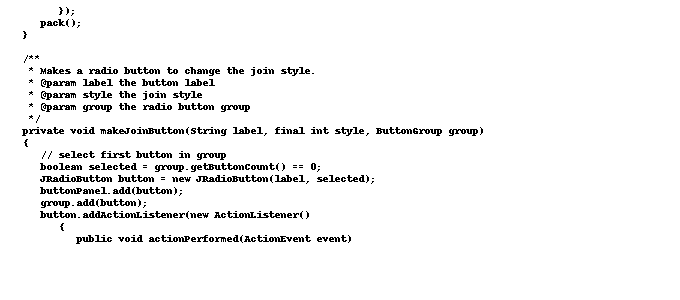 });
pack();
}
/**
* Makes a radio button to change the join style.
* @param label the button label
* @param style the join style
* @param group the radio button group
*/
private void makeJoinButton(String label, final int style, ButtonGroup group)
{
// select first button in group
boolean selected = group.getButtonCount() == 0;
JRadioButton button = new JRadioButton(label, selected);
buttonPanel.add(button);
group.add(button);
button.addActionListener(new ActionListener()
{
public void actionPerformed(ActionEvent event)